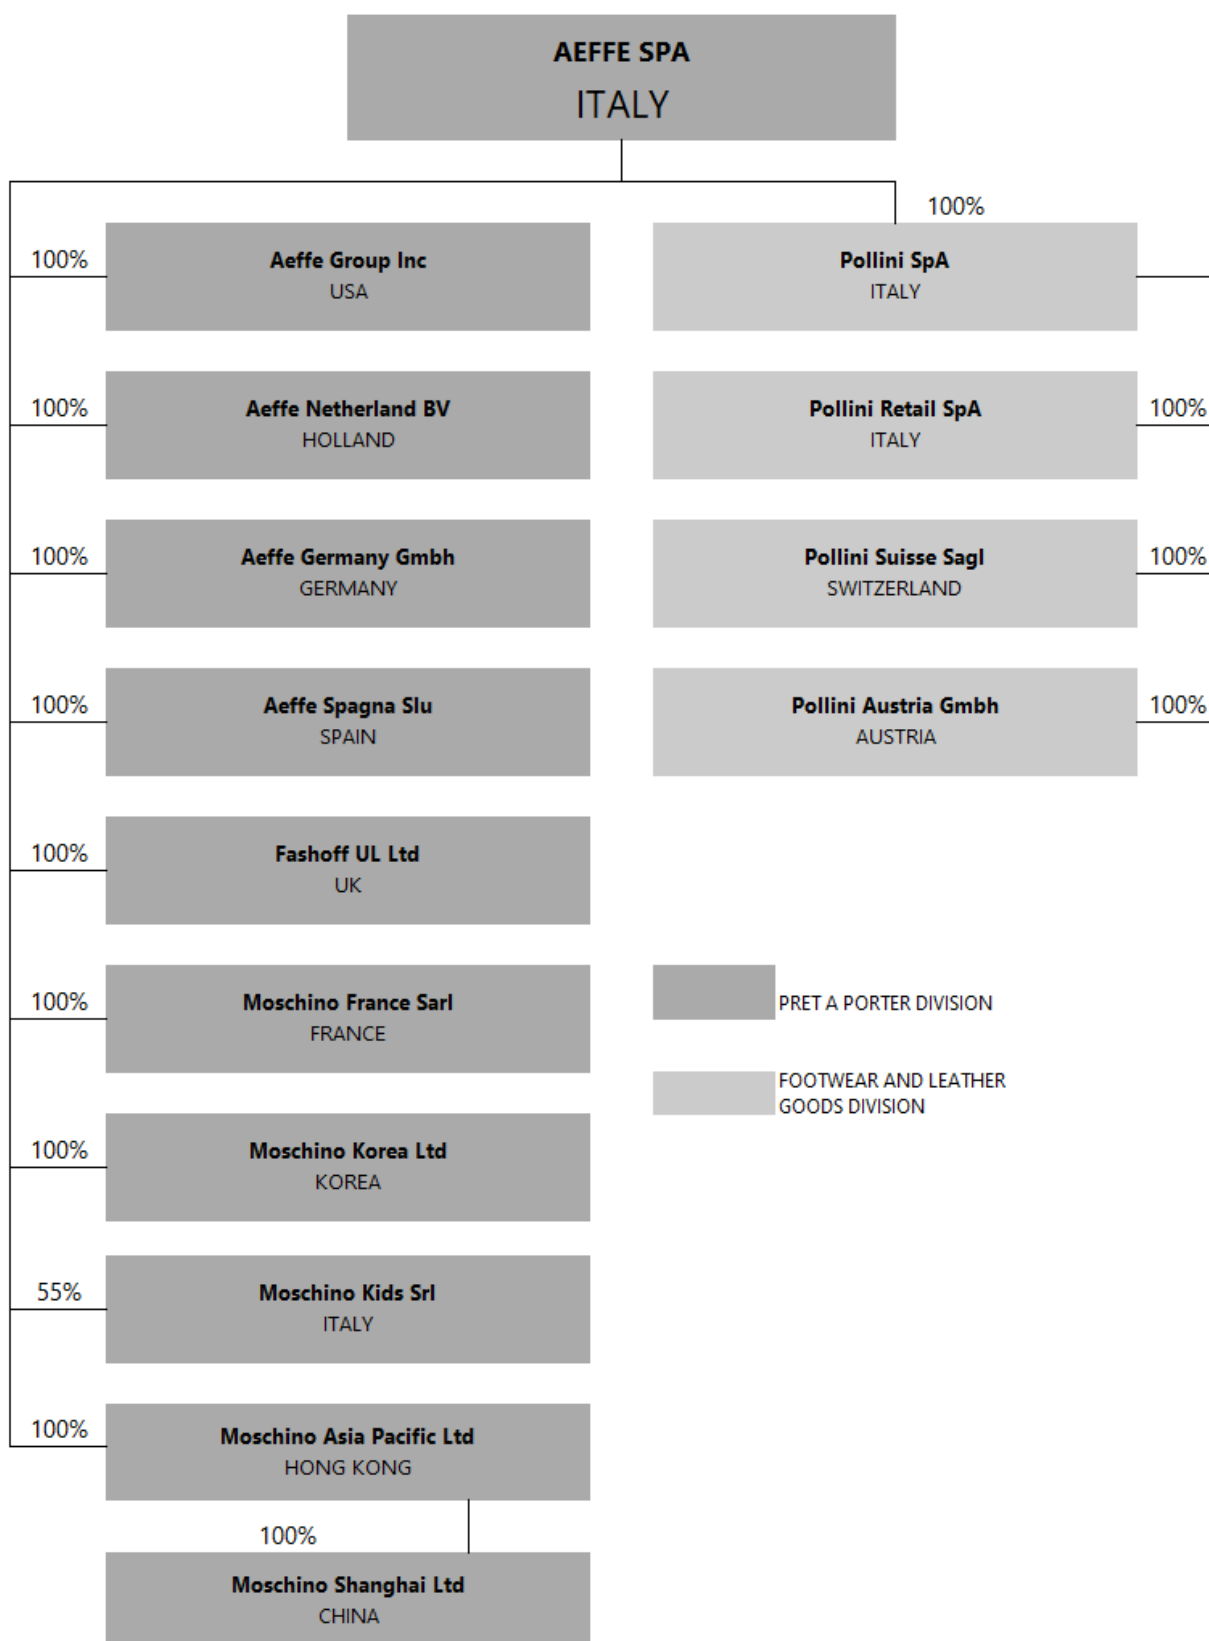 AEFFE SPA
ITALY
100%
100%
Aeffe Group Inc
USA
Pollini SpA
ITALY
100%
Aeffe Netherland BV
HOLLAND
Pollini Retail SpA
ITALY
100%
100%
Aeffe Germany Gmbh
GERMANY
Pollini Suisse Sagl
SWITZERLAND
100%
100%
Aeffe Spagna Slu
SPAIN
Pollini Austria Gmbh
AUSTRIA
100%
100%
Fashoff UL Ltd
UK
100%
Moschino France Sarl
FRANCE
PRET A PORTER DIVISION
FOOTWEAR AND LEATHER
GOODS DIVISION
100%
Moschino Korea Ltd
KOREA
55%
Moschino Kids Srl
ITALY
100%
Moschino Asia Pacific Ltd
HONG KONG
100%
Moschino Shanghai Ltd
CHINA